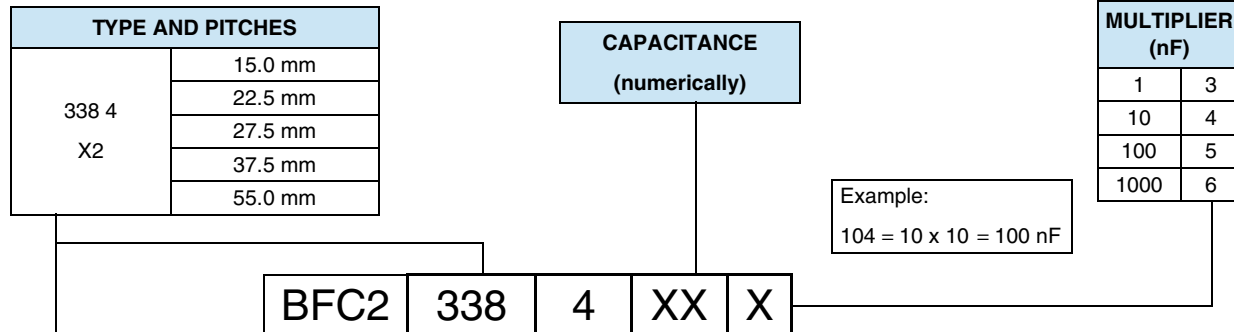 TYPE AND PITCHES
338 4
X2
15.0 mm
22.5 mm
27.5 mm
37.5 mm
55.0 mm
CAPACITANCE
(numerically)
MULTIPLIER
(nF)
1 3
10 4
100 5
1000 6
Example:
104 = 10 x 10 = 100 nF
BFC2 338 4 XX X